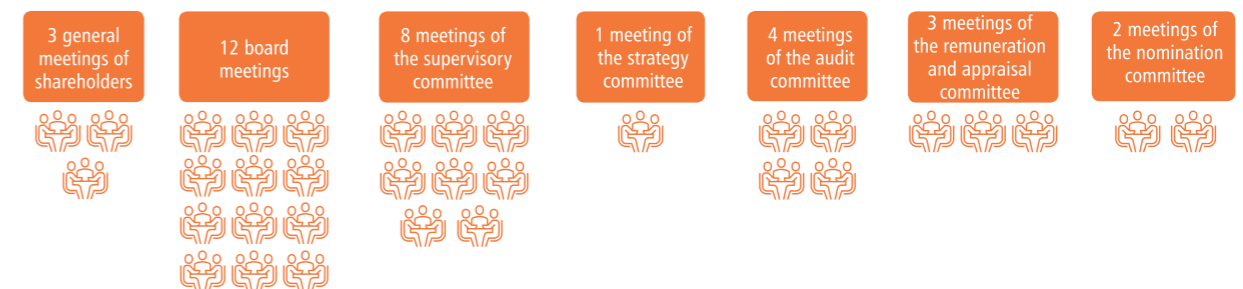 3 general
meetings of
shareholders
12 board
meetings
8 meetings of
the supervisory
committee
1 meeting of
the strategy
committee
4 meetings
of the audit
committee
3 meetings of
the remuneration
and appraisal
committee
2 meetings of
the nomination
committee